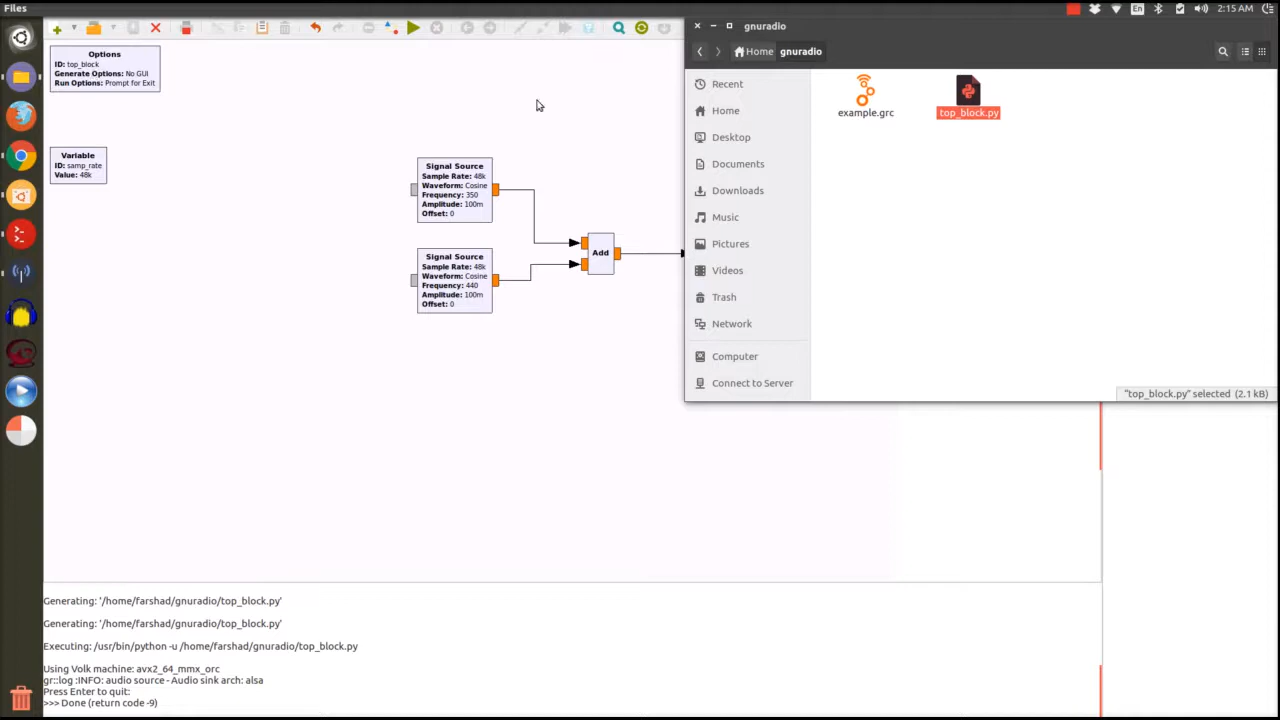 Files
En
2:15 AM
Options
ID: top_block
Generate Options: No GUI
Run Options: Prompt for Exit
Variable
ID: samp_rate
Value: 48k
Signal Source
Sample Rate: 48k
Waveform: Cosine
Frequency: 350
Amplitude: 100m
Offset: 0
Signal Source
Sample Rate: 48k
Waveform: Cosine
Frequency: 440
Amplitude: 100m
Offset: 0
Add
gnuradio
Home gnuradio
Recent
Home
Desktop
Documents
Downloads
Music
Pictures
Videos
Trash
Network
Computer
Connect to Server
example.grc
top_block.py
"top_block.py" selected (2.1 kB)
Generating: '/home/farshad/gnuradio/top_block.py'
Generating: '/home/farshad/gnuradio/top_block.py'
Executing: /usr/bin/python -u /home/farshad/gnuradio/top_block.py
Using Volk machine: avx2_64_mmx_orc
gr::log :INFO: audio source - Audio sink arch: alsa
Press Enter to quit:
>>> Done (return code -9)